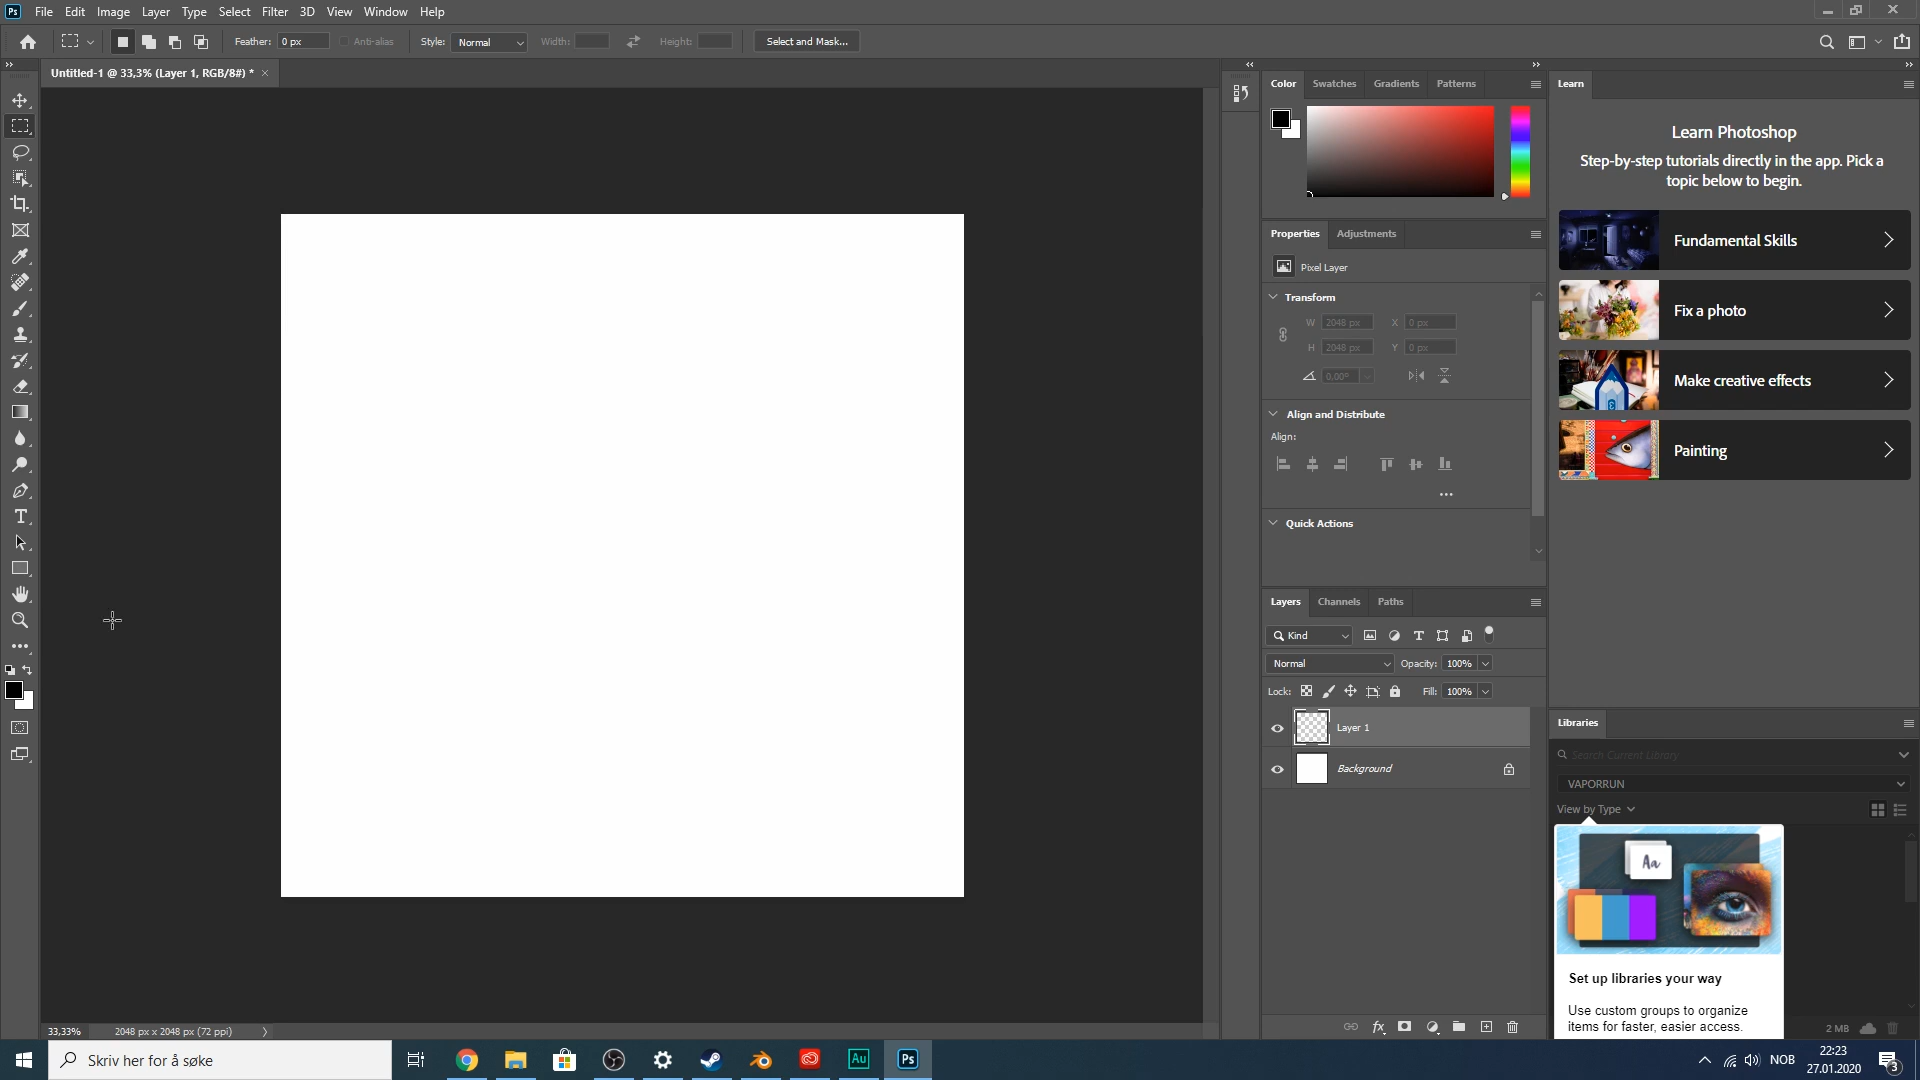 Ps File Edit Image Layer Type Select Filter 3D View Window Help
Feather: 0 px Anti-alias Style: Normal Width: Height: Select and Mask...
Untitled-1 @ 33,3% (Layer 1, RGB/8#) *
Color Swatches Gradients Patterns
Learn
Learn Photoshop
Step-by-step tutorials directly in the app. Pick a
topic below to begin.
Fundamental Skills
Fix a photo
Make creative effects
Painting
Properties Adjustments
Pixel Layer
Transform
W 2048 px X 0 px
H 2048 px Y 0 px
0,00°
Align and Distribute
Align:
Quick Actions
Layers Channels Paths
Kind
Normal Opacity: 100%
Lock: Fill: 100%
Layer 1
Background
Libraries
Search Current Library
VAPORRUN
View by Type
Aa
Set up libraries your way
Use custom groups to organize
items for faster, easier access.
2 MB
33,33% 2048 px x 2048 px (72 ppi)
Skriv her for å søke
Au
Ps
NOB
22:23
27.01.2020
3